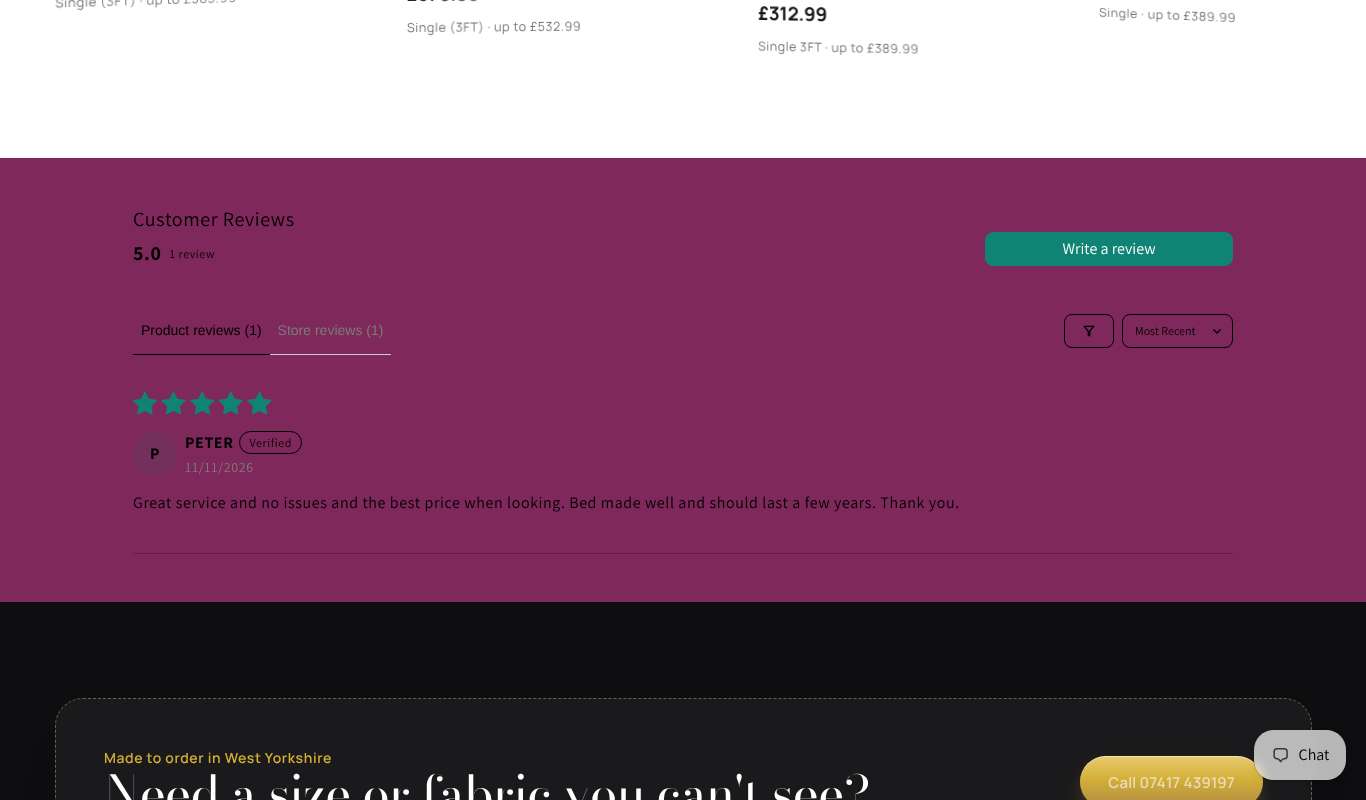 Single (3FT) · up to
Single (3FT) · up to £532.99
£312.99
Single 3FT · up to £389.99
Single · up to £389.99
Customer Reviews
5.0 1 review
Write a review
Product reviews (1)
Store reviews (1)
Most Recent
P
PETER
Verified
11/11/2026
Great service and no issues and the best price when looking. Bed made well and should last a few years. Thank you.
Made to order in West Yorkshire
Need a size or fabric you can't see?
Call 07417 439197
Chat